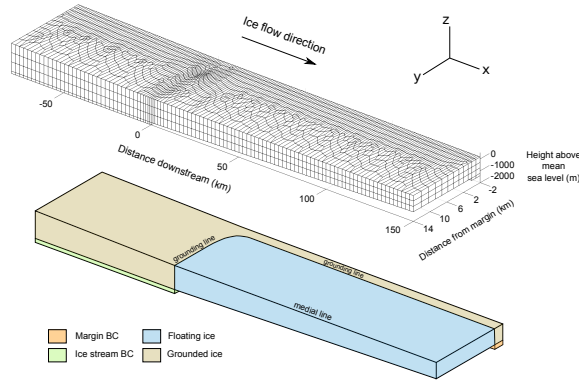 Ice flow direction
z
y
x
-50
0
50
100
150
Distance downstream (km)
0
-1000
-2000
Height above
mean
sea level (m)
-2
2
6
10
14
Distance from margin (km)
grounding line
grounding line
medial line
Margin BC
Floating ice
Ice stream BC
Grounded ice